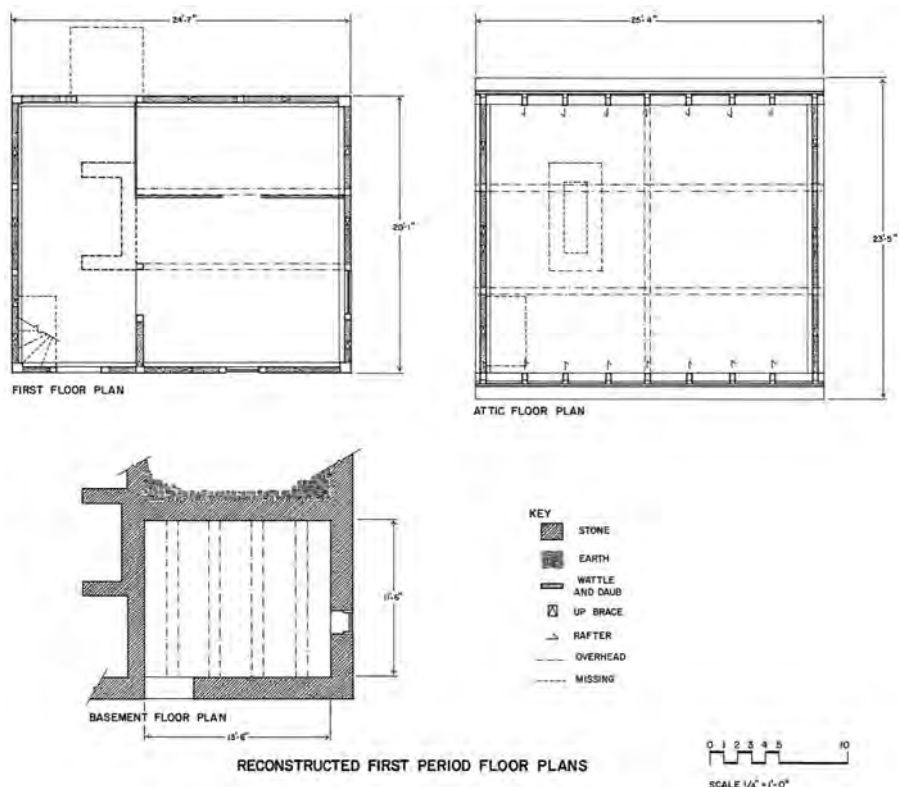 24'-7"
25'-4"
20'-1"
23'-5"
FIRST FLOOR PLAN
ATTIC FLOOR PLAN
11'-6"
BASEMENT FLOOR PLAN
13'-6"
KEY
STONE
EARTH
WATTLE
AND DAUB
UP BRACE
RAFTER
OVERHEAD
MISSING
RECONSTRUCTED FIRST PERIOD FLOOR PLANS
0 1 2 3 4 5 10
SCALE 1/4" = 1'-0"